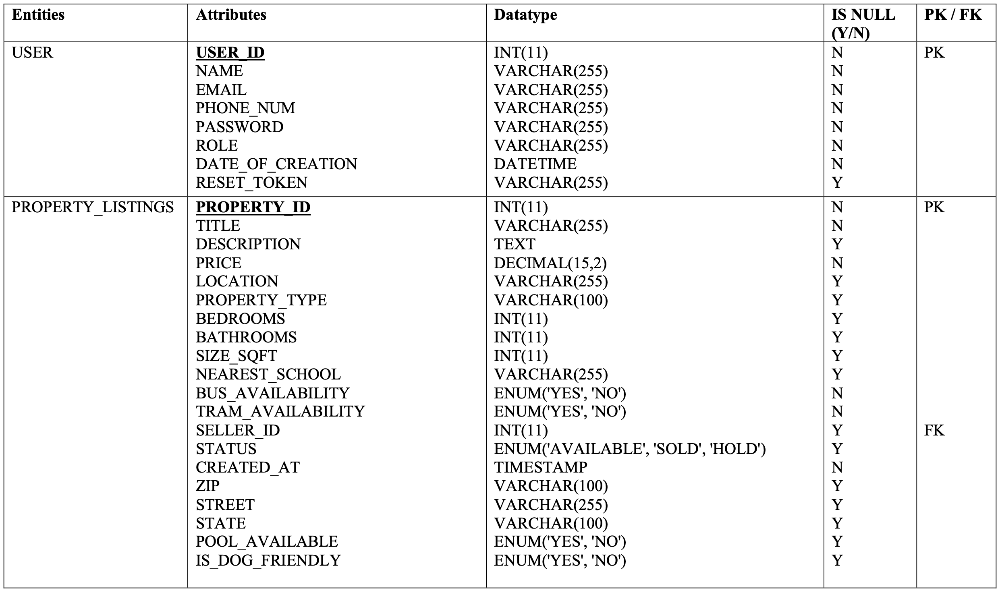 Entities Attributes Datatype IS NULL (Y/N) PK / FK
USER USER_ID INT(11) N PK
NAME VARCHAR(255) N
EMAIL VARCHAR(255) N
PHONE_NUM VARCHAR(255) N
PASSWORD VARCHAR(255) N
ROLE VARCHAR(255) N
DATE_OF_CREATION DATETIME N
RESET_TOKEN VARCHAR(255) Y
PROPERTY_LISTINGS PROPERTY_ID INT(11) N PK
TITLE VARCHAR(255) N
DESCRIPTION TEXT Y
PRICE DECIMAL(15,2) N
LOCATION VARCHAR(255) Y
PROPERTY_TYPE VARCHAR(100) Y
BEDROOMS INT(11) Y
BATHROOMS INT(11) Y
SIZE_SQFT INT(11) Y
NEAREST_SCHOOL VARCHAR(255) Y
BUS_AVAILABILITY ENUM('YES', 'NO') N
TRAM_AVAILABILITY ENUM('YES', 'NO') N
SELLER_ID INT(11) Y FK
STATUS ENUM('AVAILABLE', 'SOLD', 'HOLD') Y
CREATED_AT TIMESTAMP N
ZIP VARCHAR(100) Y
STREET VARCHAR(255) Y
STATE VARCHAR(100) Y
POOL_AVAILABLE ENUM('YES', 'NO') Y
IS_DOG_FRIENDLY ENUM('YES', 'NO') Y